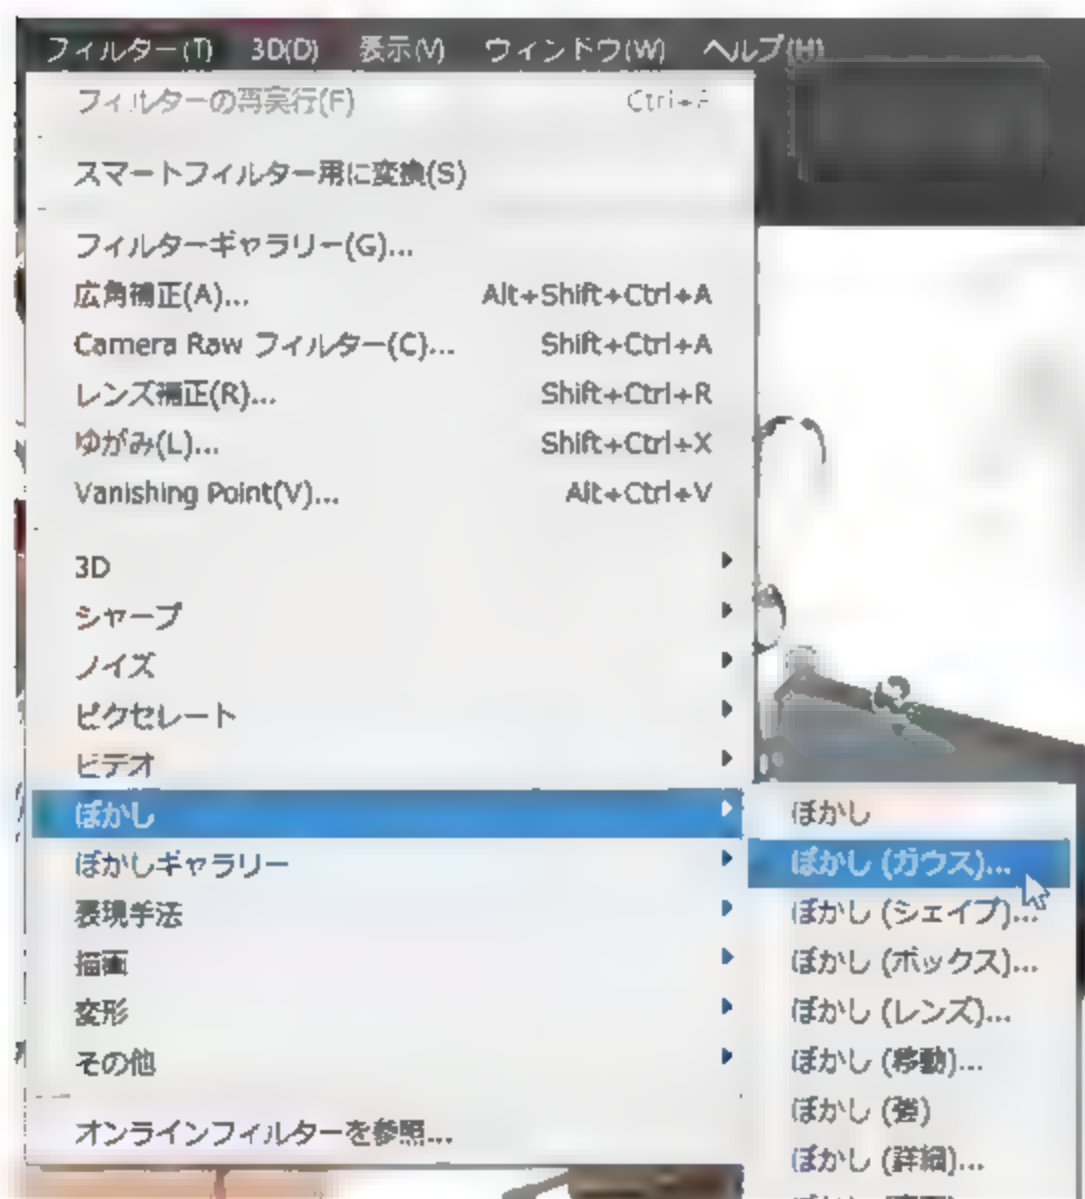 フィルター(T) 3D(D) 表示(V) ウィンドウ(W) ヘルプ(H)
フィルターの再実行(F)
スマートフィルター用に変換(S)
フィルターギャラリー(G)...
広角補正(A)... Alt+Shift+Ctrl+A
Camera Raw フィルター(C)... Shift+Ctrl+A
レンズ補正(R)... Shift+Ctrl+R
ゆがみ(L)... Shift+Ctrl+X
Vanishing Point(V)... Alt+Ctrl+V
3D
シャープ
ノイズ
ピクセレート
ビデオ
ぼかし
ぼかしギャラリー
表現手法
描画
変形
その他
オンラインフィルターを参照...
ぼかし
ぼかし (ガウス)...
ぼかし (シェイプ)...
ぼかし (ボックス)...
ぼかし (レンズ)...
ぼかし (移動)...
ぼかし (強)
ぼかし (詳細)...